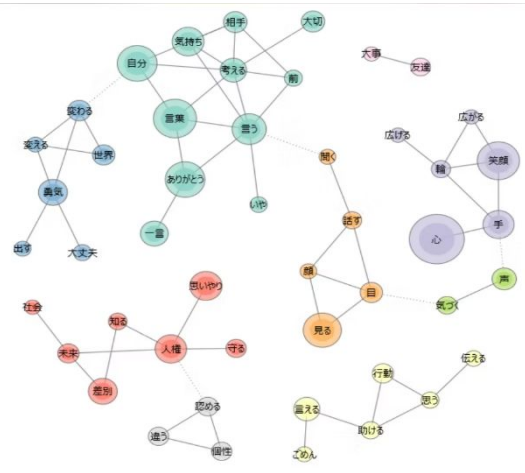 相手
大切
気持ち
自分
考える
前
大事
友達
変わる
言葉
言う
広がる
広げる
変える
世界
聞く
輪
笑顔
ありがとう
勇気
いや
一言
話す
手
心
出す
大丈夫
顔
目
声
気づく
思いやり
社会
知る
見る
未来
人権
守る
差別
伝える
行動
認める
言える
思う
違う
個性
助ける
ごめん